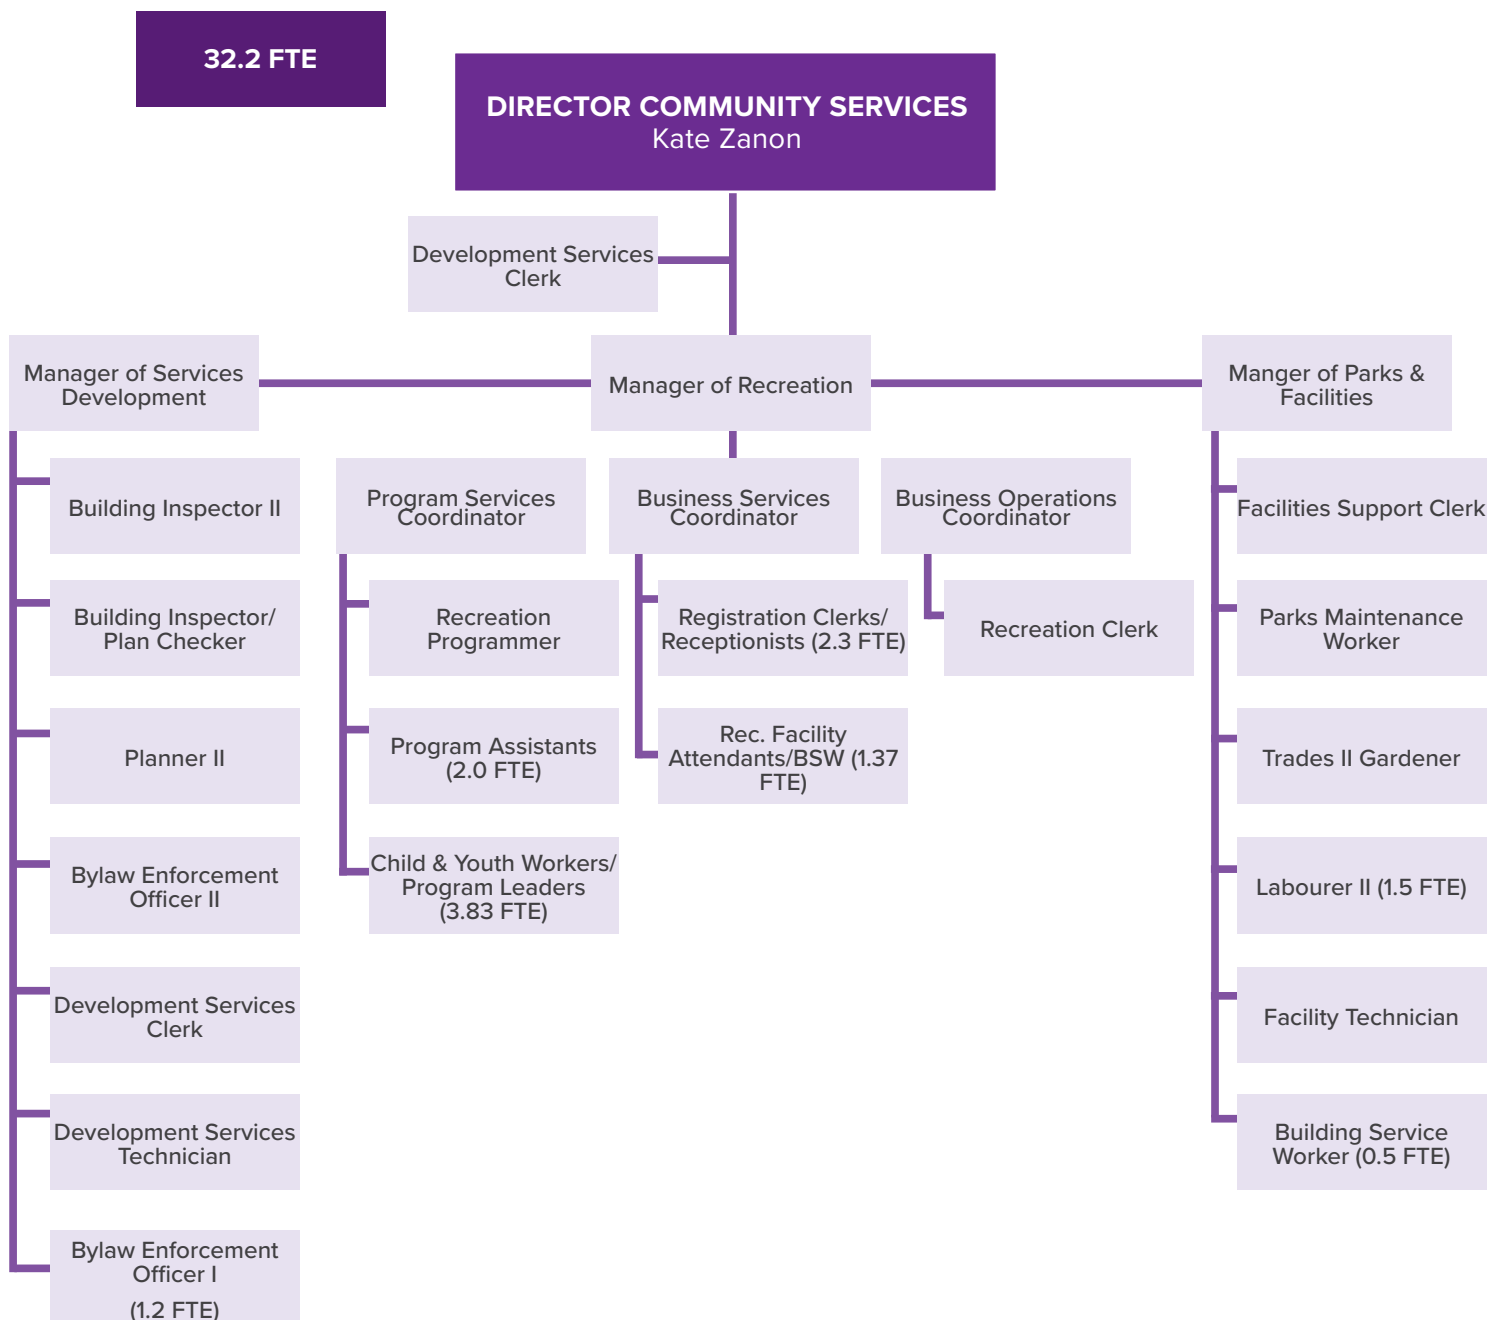 32.2 FTE
DIRECTOR COMMUNITY SERVICES
Kate Zanon
Development Services
Clerk
Manager of Services
Development
Manager of Recreation
Manger of Parks &
Facilities
Building Inspector II
Program Services
Coordinator
Business Services
Coordinator
Business Operations
Coordinator
Facilities Support Clerk
Building Inspector/
Plan Checker
Recreation
Programmer
Registration Clerks/
Receptionists (2.3 FTE)
Recreation Clerk
Parks Maintenance
Worker
Planner II
Program Assistants
(2.0 FTE)
Rec. Facility
Attendants/BSW (1.37
FTE)
Trades II Gardener
Bylaw Enforcement
Officer II
Child & Youth Workers/
Program Leaders
(3.83 FTE)
Labourer II (1.5 FTE)
Development Services
Clerk
Facility Technician
Development Services
Technician
Building Service
Worker (0.5 FTE)
Bylaw Enforcement
Officer I
(1.2 FTE)